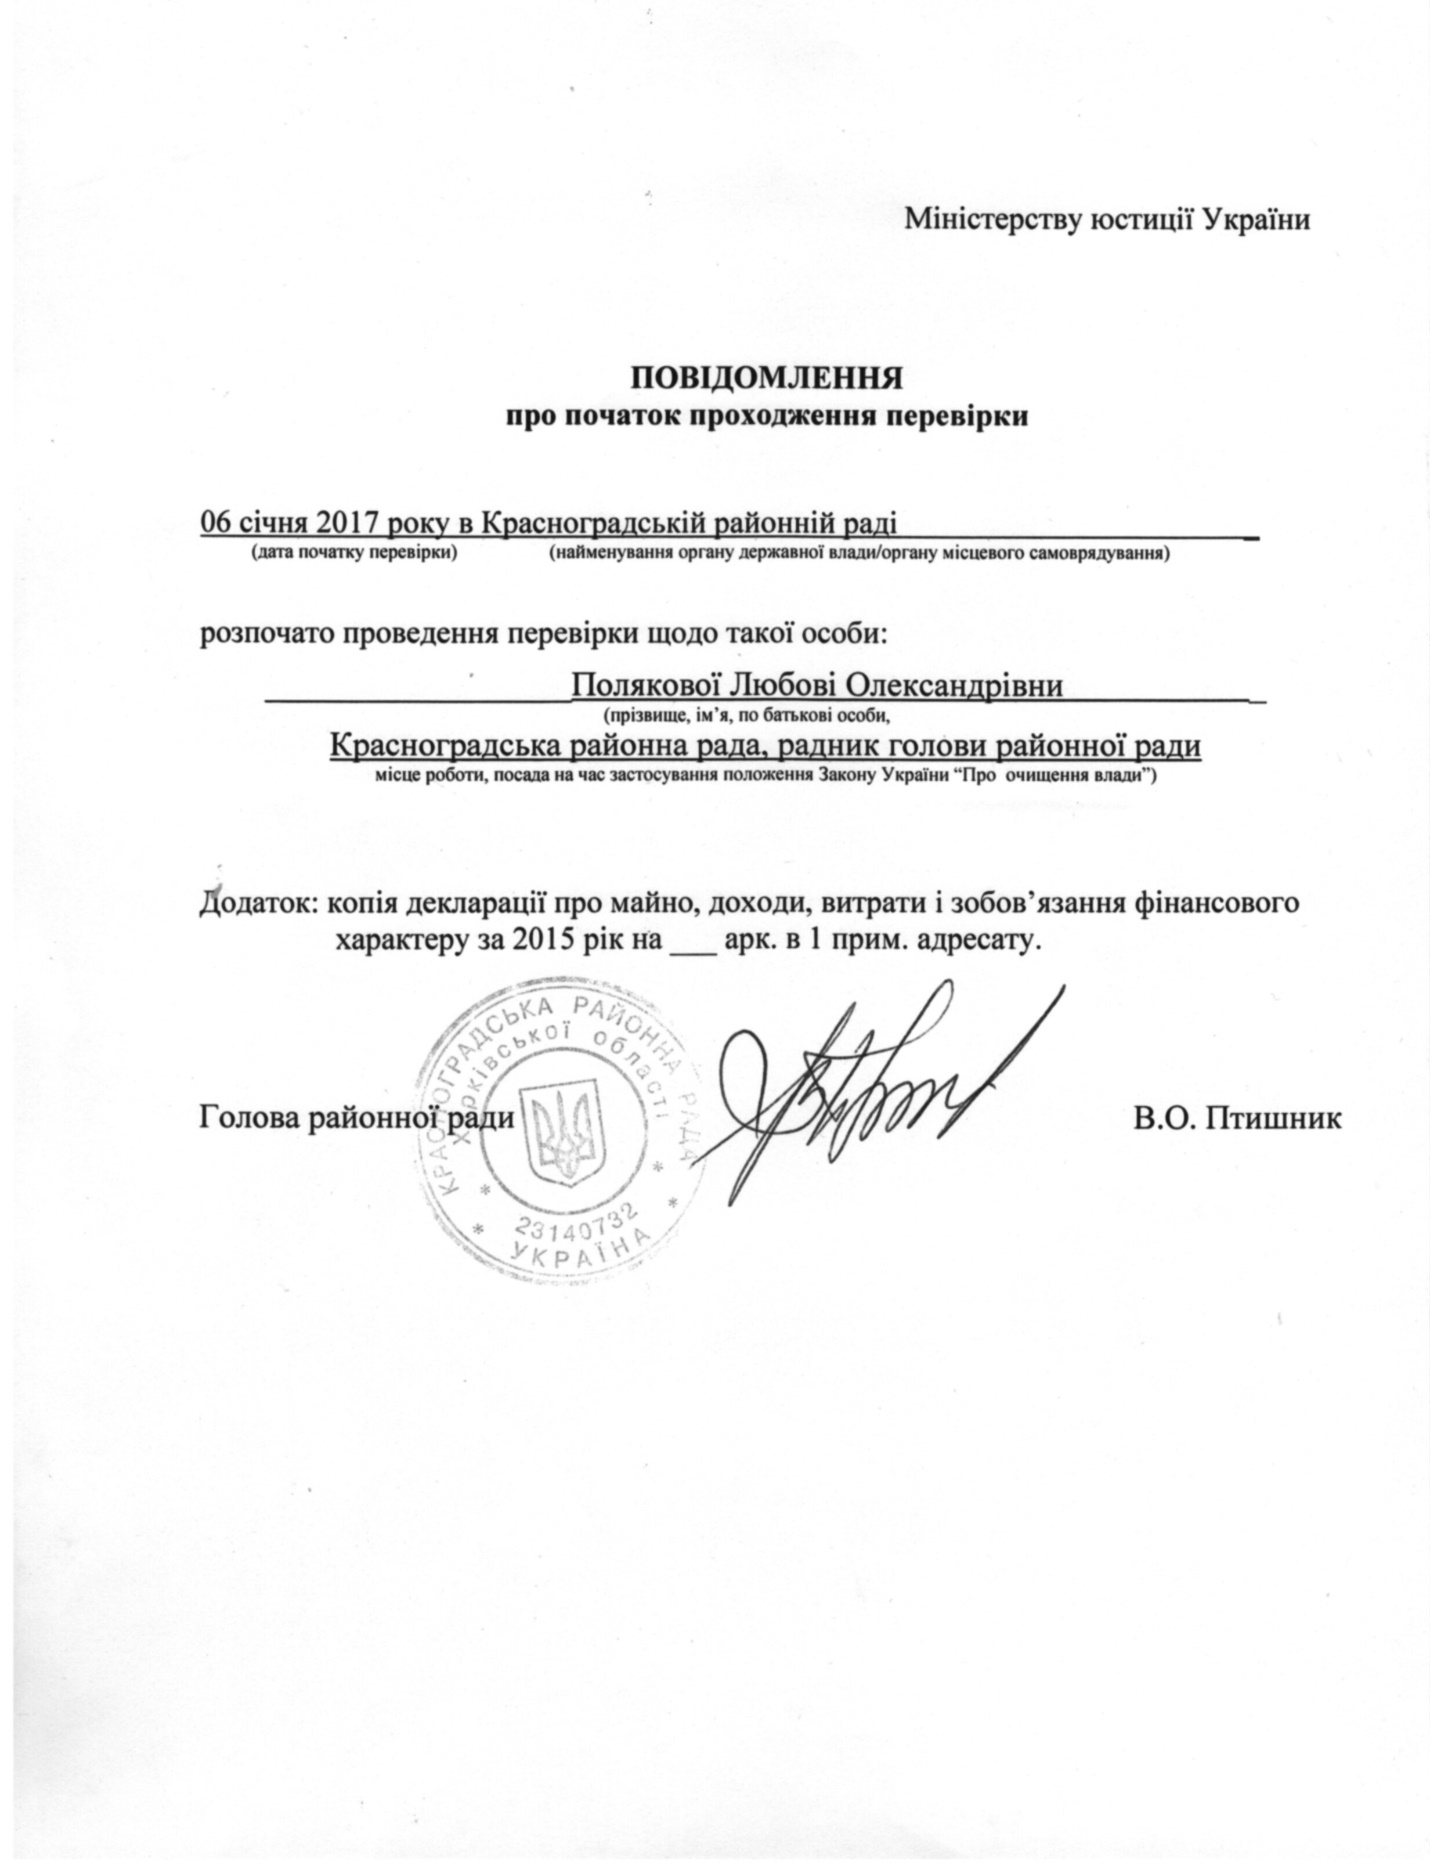 Міністерству юстиції України
ПОВІДОМЛЕННЯ
про початок проходження перевірки
06 січня 2017 року в Красноградській районній раді
(дата початку перевірки) (найменування органу державної влади/органу місцевого самоврядування)
розпочато проведення перевірки щодо такої особи:
Полякової Любові Олександрівни
(прізвище, ім’я, по батькові особи,
Красноградська районна рада, радник голови районної ради
місце роботи, посада на час застосування положення Закону України “Про очищення влади”)
Додаток: копія декларації про майно, доходи, витрати і зобов’язання фінансового
характеру за 2015 рік на ___ арк. в 1 прим. адресату.
КРАСНОГРАДСЬКА РАЙОННА РАДА
Харківської області
Голова районної ради В.О. Птишник
* 23140732 *
* УКРАЇНА *